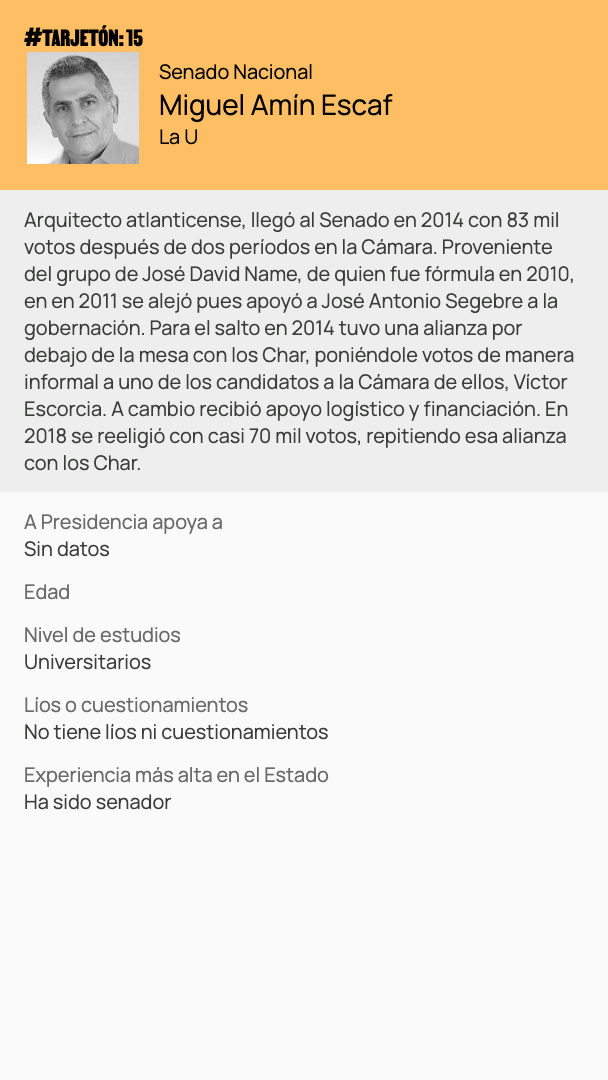 #TARJETÓN: 15
Senado Nacional
Miguel Amín Escaf
La U
Arquitecto atlanticense, llegó al Senado en 2014 con 83 mil
votos después de dos períodos en la Cámara. Proveniente
del grupo de José David Name, de quien fue fórmula en 2010,
en en 2011 se alejó pues apoyó a José Antonio Segebre a la
gobernación. Para el salto en 2014 tuvo una alianza por
debajo de la mesa con los Char, poniéndole votos de manera
informal a uno de los candidatos a la Cámara de ellos, Víctor
Escorcia. A cambio recibió apoyo logístico y financiación. En
2018 se reeligió con casi 70 mil votos, repitiendo esa alianza
con los Char.
A Presidencia apoya a
Sin datos
Edad
Nivel de estudios
Universitarios
Líos o cuestionamientos
No tiene líos ni cuestionamientos
Experiencia más alta en el Estado
Ha sido senador